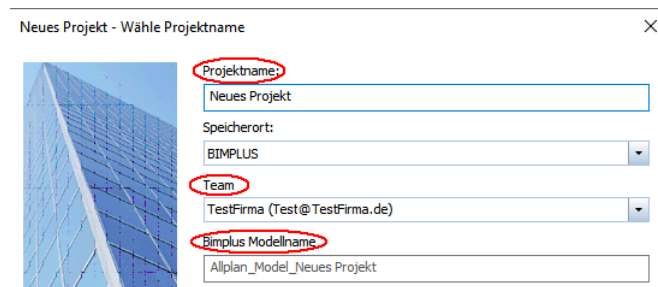 Neues Projekt - Wähle Projektname
Projektname:
Neues Projekt
Speicherort:
BIMPLUS
Team
TestFirma (Test@TestFirma.de)
Bimplus Modellname
Allplan_Model_Neues Projekt